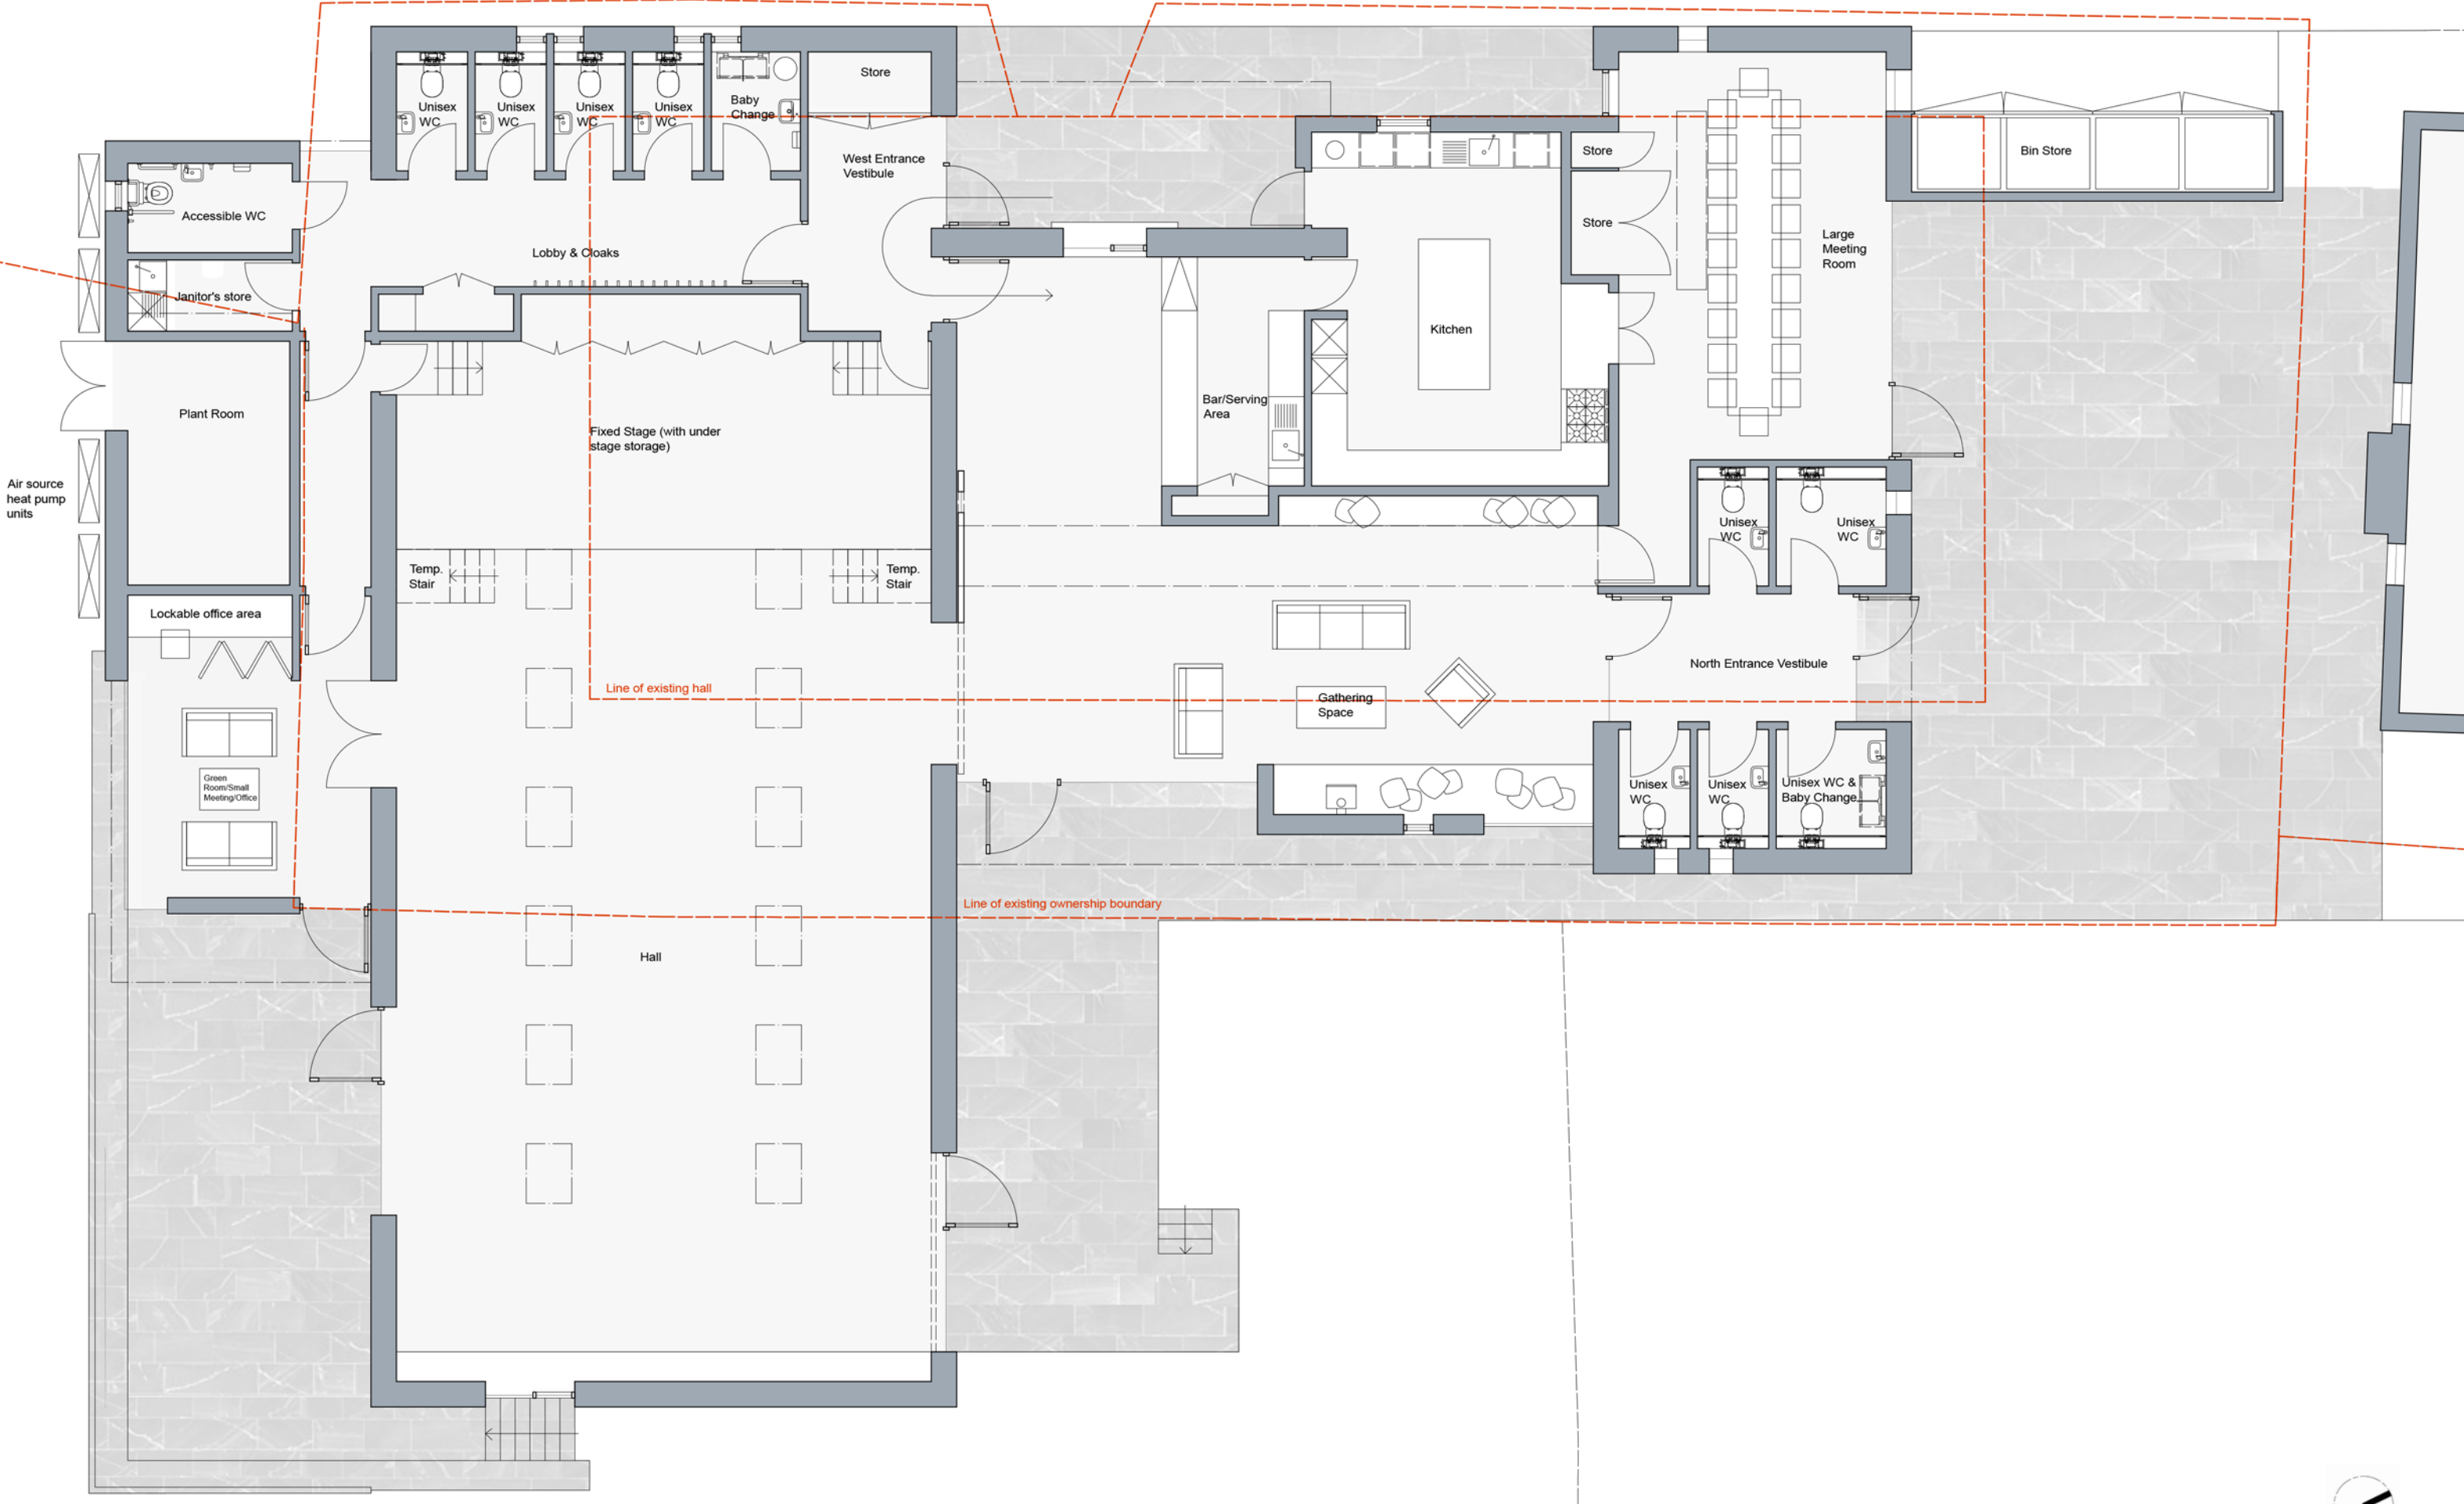 Unisex
WC
Unisex
WC
Unisex
WC
Unisex
WC
Baby
Change
Store
West Entrance
Vestibule
Accessible WC
Lobby & Cloaks
Janitor's store
Plant Room
Air source
heat pump
units
Fixed Stage (with under
stage storage)
Temp.
Stair
Temp.
Stair
Lockable office area
Line of existing hall
Green
Room/Small
Meeting/Office
Hall
Line of existing ownership boundary
Store
Store
Kitchen
Bar/Serving
Area
Large
Meeting
Room
Bin Store
Unisex
WC
Unisex
WC
North Entrance Vestibule
Gathering
Space
Unisex
WC
Unisex
WC
Unisex WC &
Baby Change